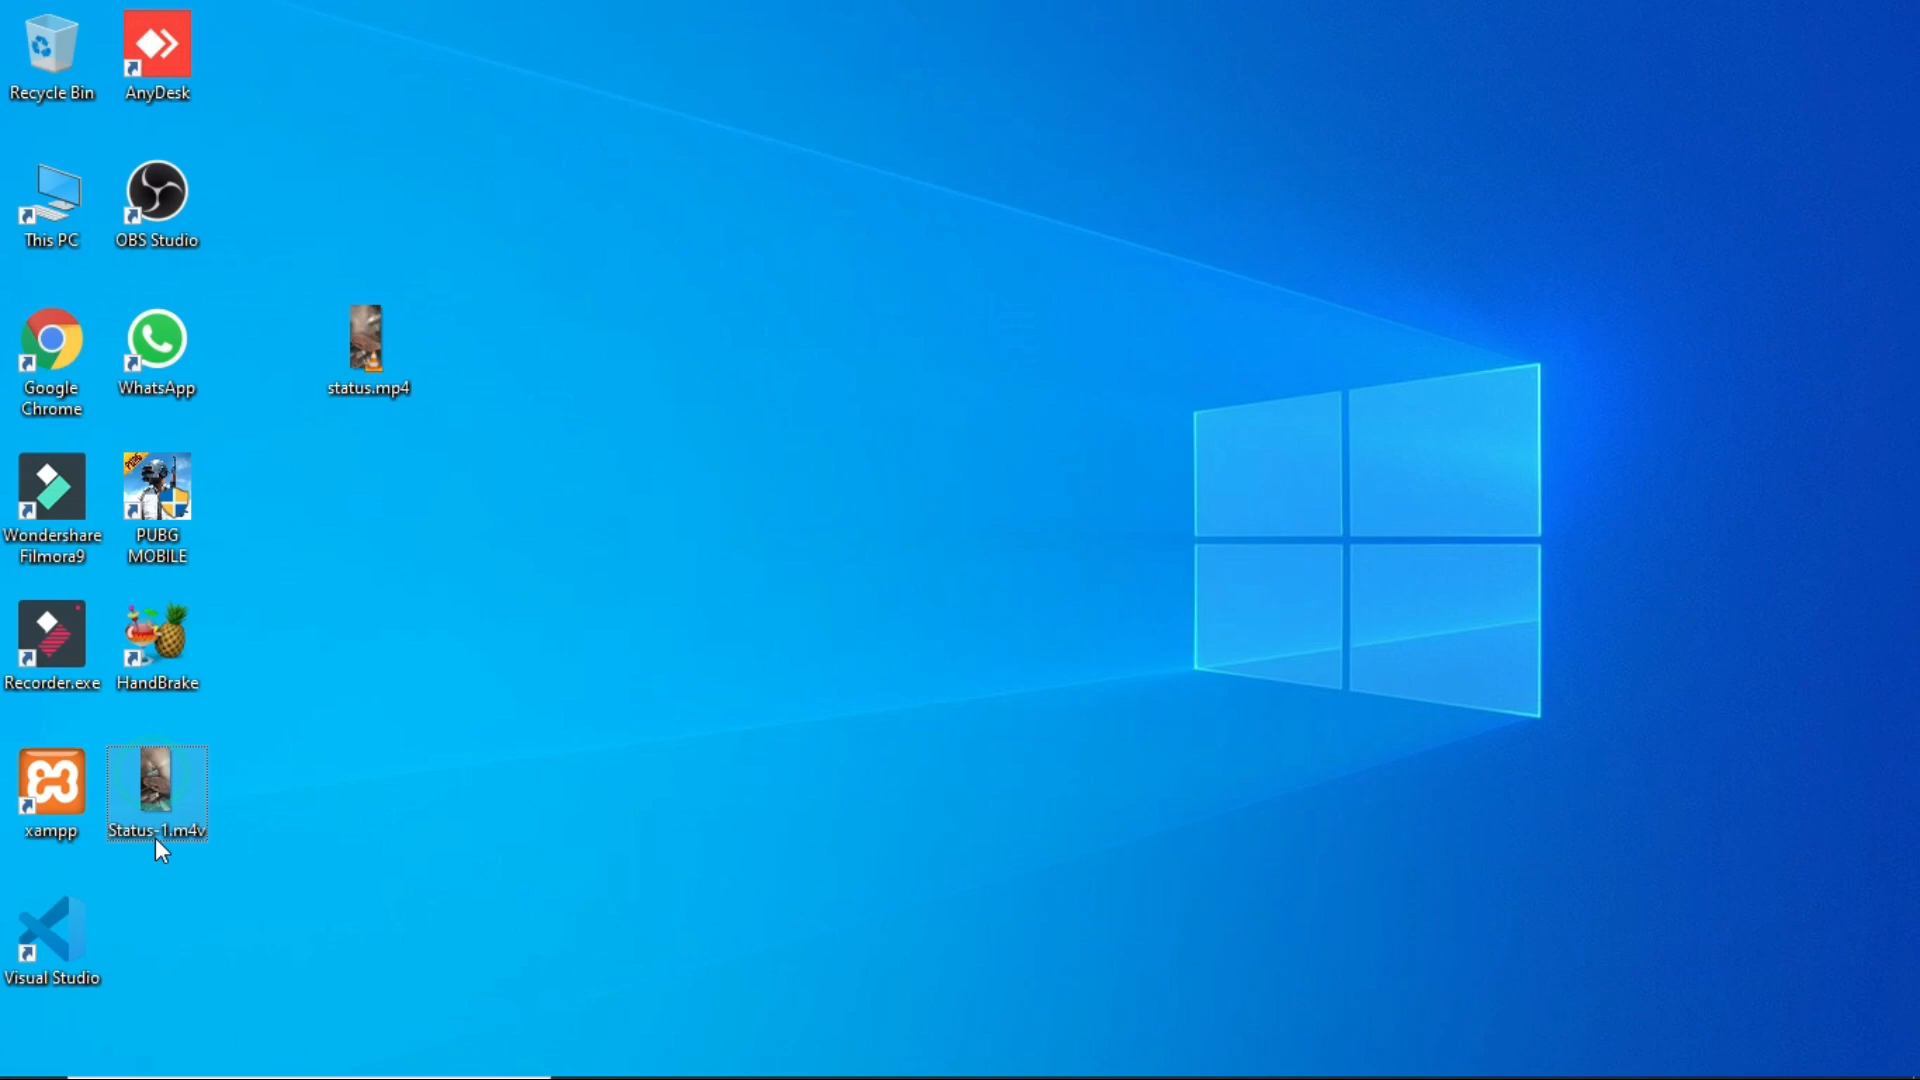 Recycle Bin
AnyDesk
This PC
OBS Studio
Google
Chrome
WhatsApp
status.mp4
Wondershare
Filmora9
PUBG
MOBILE
Recorder.exe
HandBrake
xampp
Status-1.m4v
Visual Studio